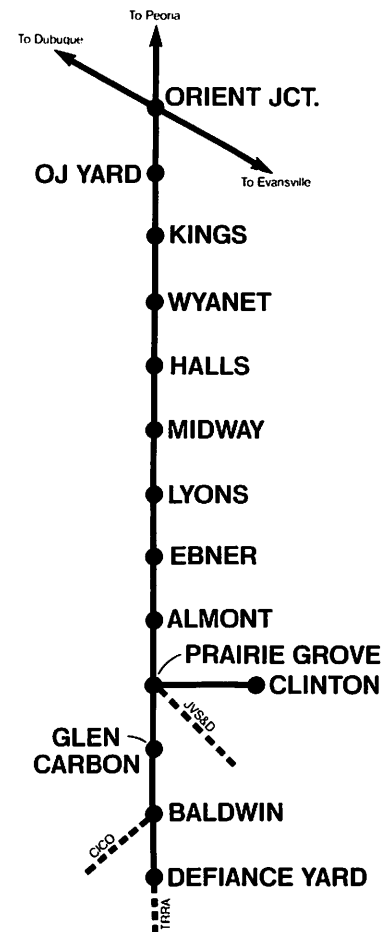 To Peoria
To Dubuque
ORIENT JCT.
OJ YARD
To Evansville
KINGS
WYANET
HALLS
MIDWAY
LYONS
EBNER
ALMONT
PRAIRIE GROVE
CLINTON
JVS&D
GLEN
CARBON
BALDWIN
CICO
DEFIANCE YARD
TRRA